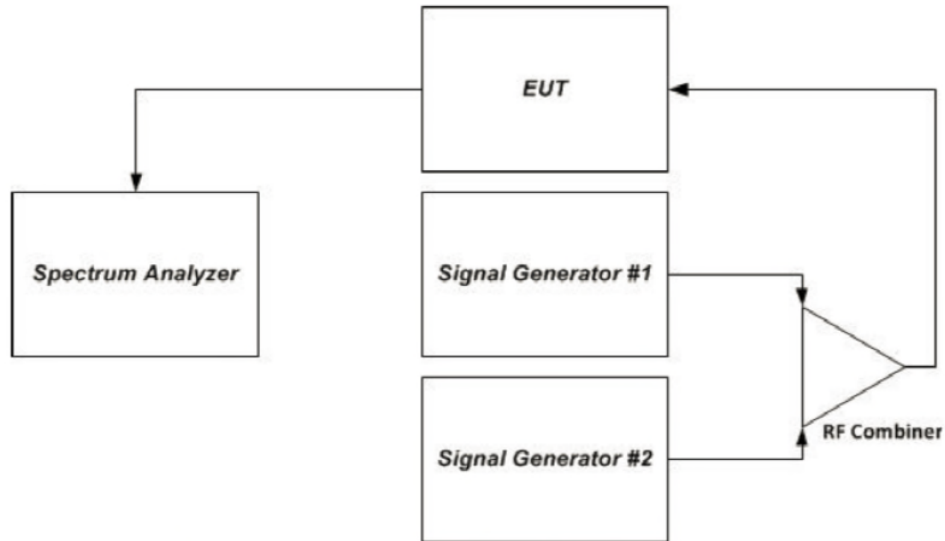 EUT
Spectrum Analyzer
Signal Generator #1
RF Combiner
Signal Generator #2